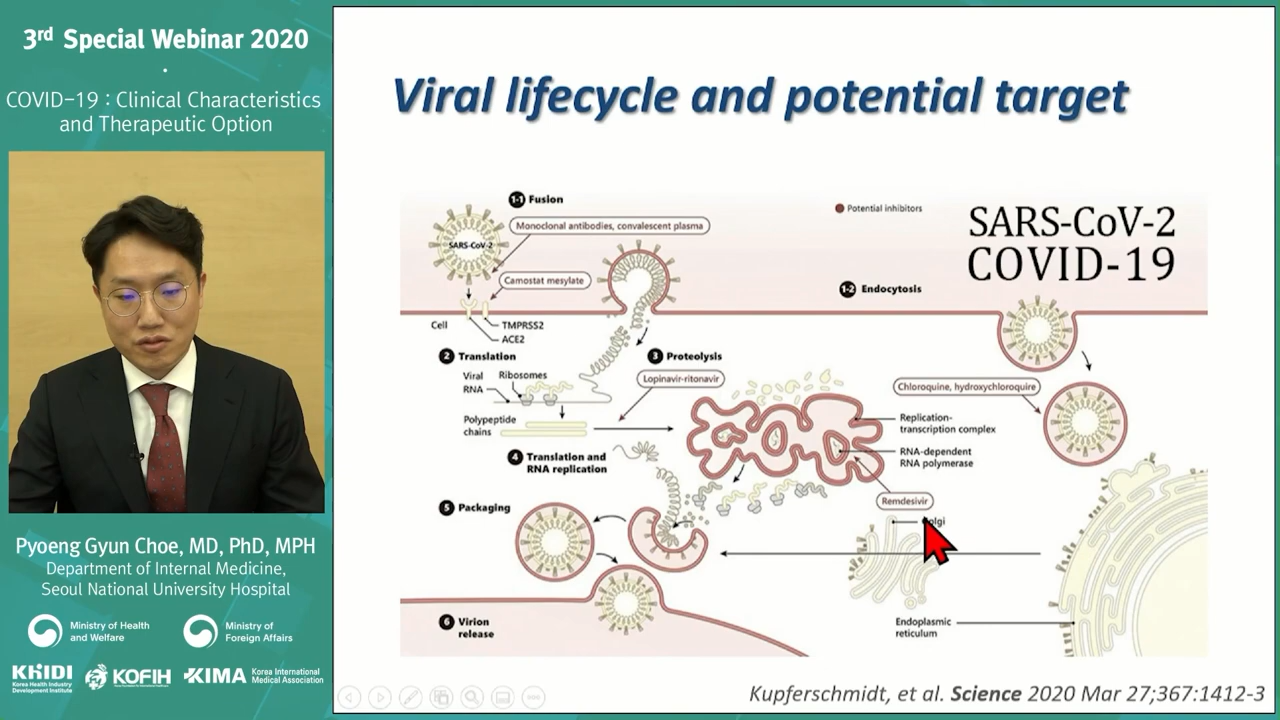 3rd Special Webinar 2020
COVID-19 : Clinical Characteristics
and Therapeutic Option
Pyoeng Gyun Choe, MD, PhD, MPH
Department of Internal Medicine,
Seoul National University Hospital
Ministry of Health
and Welfare
Ministry of
Foreign Affairs
KHIDI
Korea Health Industry
Development Institute
KOFIH
KIMA
Korea International
Medical Association
Viral lifecycle and potential target
1-1 Fusion
Monoclonal antibodies, convalescent plasma
SARS-CoV-2
Camostat mesylate
Potential inhibitors
SARS-CoV-2
COVID-19
1-2 Endocytosis
Cell
TMPRSS2
ACE2
2 Translation
Viral
RNA
Ribosomes
Polypeptide
chains
3 Proteolysis
Lopinavir-ritonavir
Chloroquine, hydroxychloroquire
Replication-
transcription complex
RNA-dependent
RNA polymerase
4 Translation and
RNA replication
Remdesivir
5 Packaging
6 Virion
release
Endoplasmic
reticulum
Kupferschmidt, et al. Science 2020 Mar 27;367:1412-3